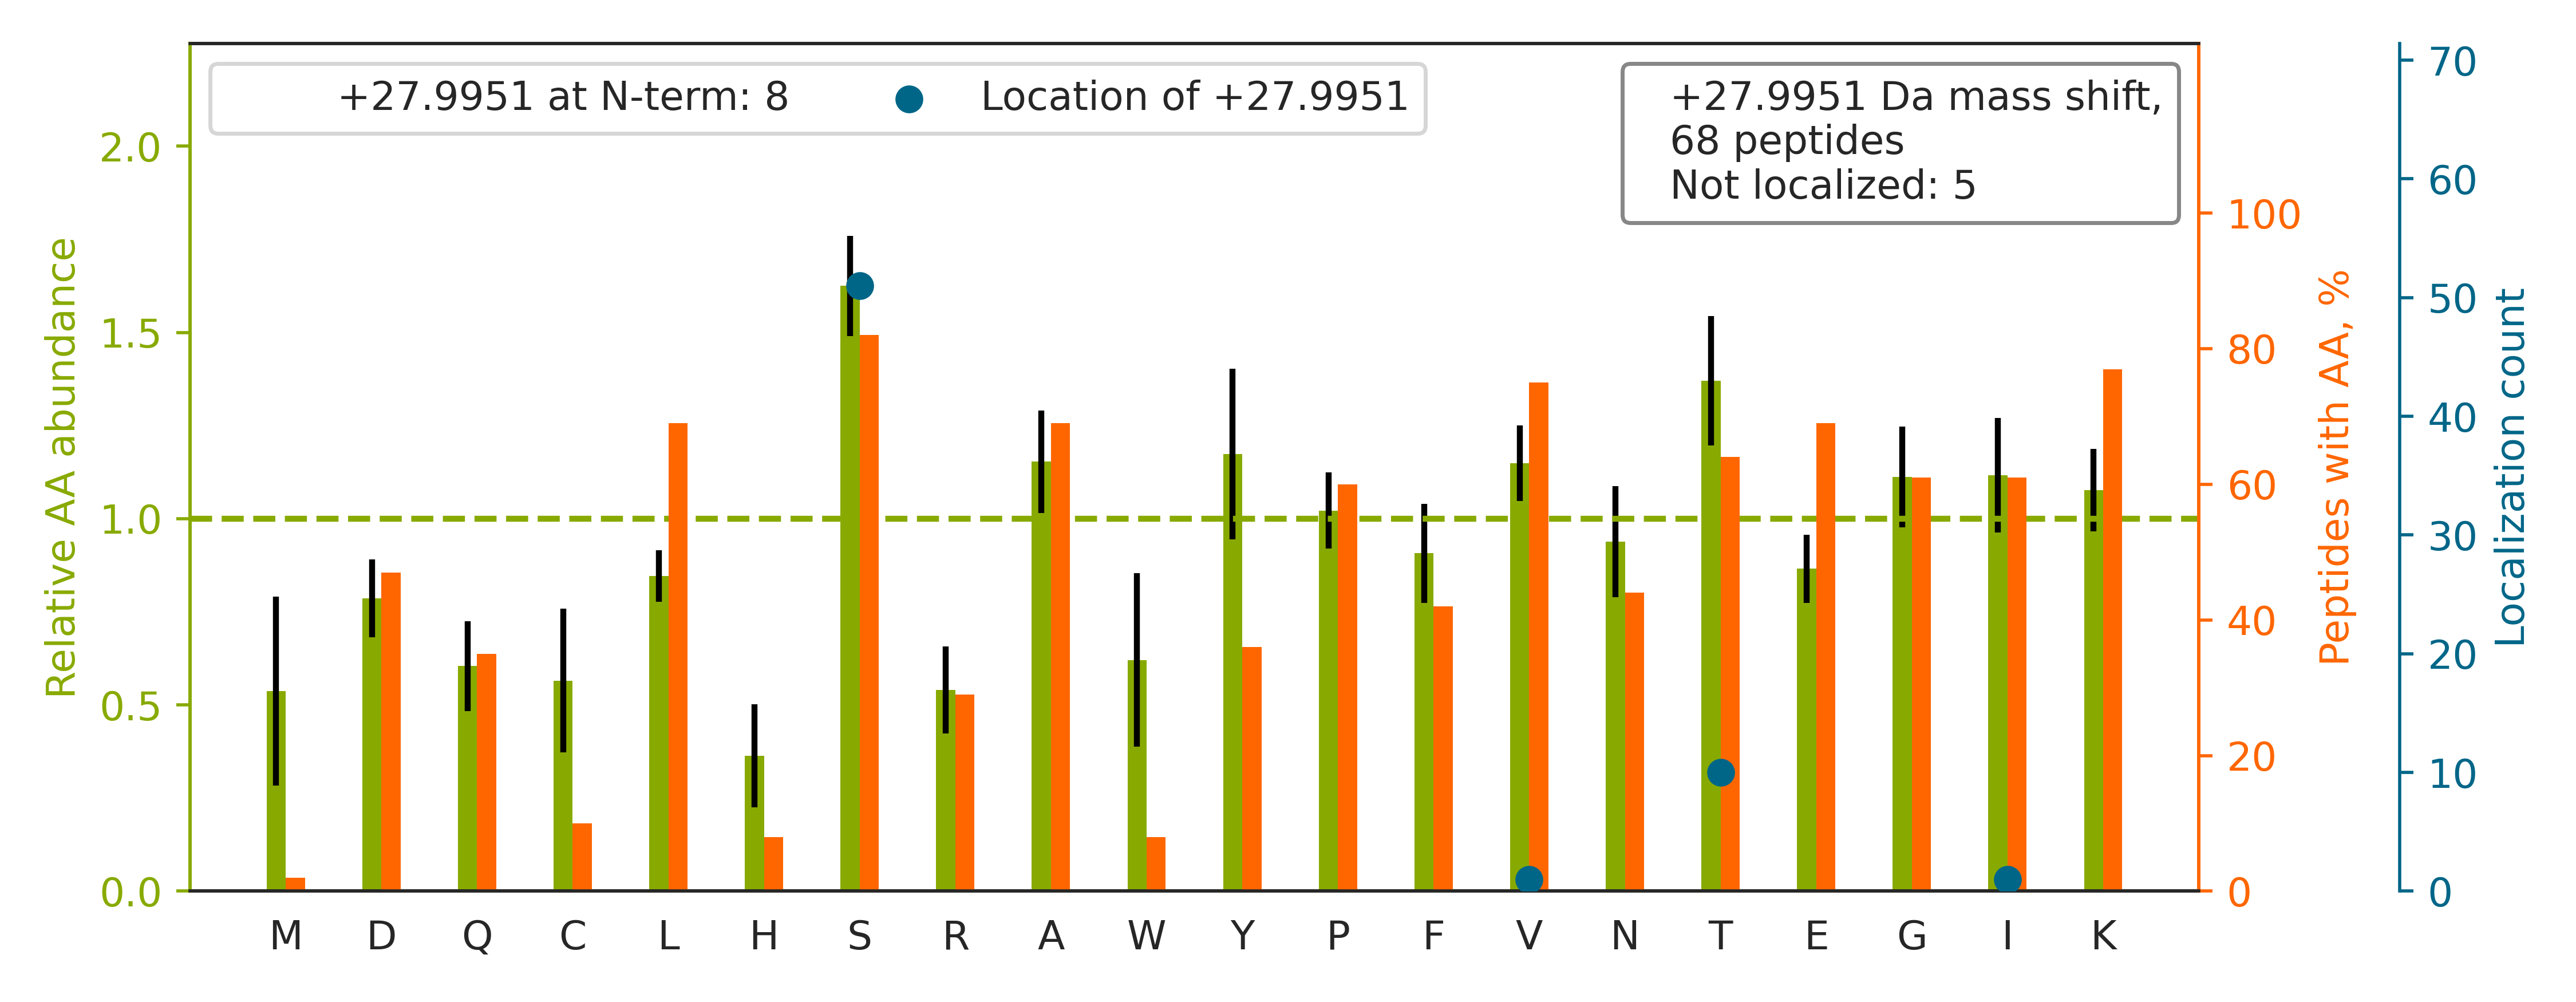 +27.9951 at N-term: 8
Location of +27.9951
+27.9951 Da mass shift,
68 peptides
Not localized: 5
Relative AA abundance
2.0
1.5
1.0
0.5
0.0
M D Q C L H S R A W Y P F V N T E G I K
100
80
60
40
20
0
Peptides with AA, %
70
60
50
40
30
20
10
0
Localization count